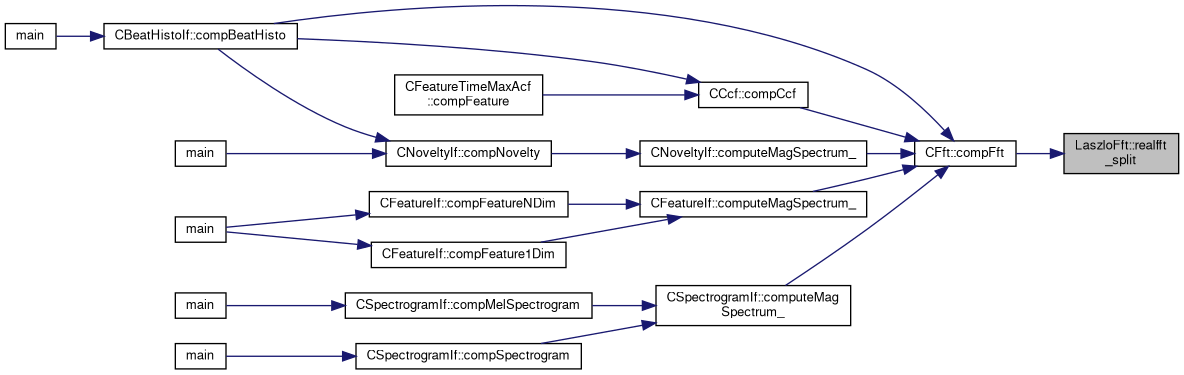 main
CBeatHistoIf::compBeatHisto
CFeatureTimeMaxAcf
::compFeature
CCcf::compCcf
main
CNoveltyIf::compNovelty
CNoveltyIf::computeMagSpectrum_
CFft::compFft
LaszloFft::realfft
_split
main
CFeatureIf::compFeatureNDim
CFeatureIf::computeMagSpectrum_
CFeatureIf::compFeature1Dim
main
CSpectrogramIf::compMelSpectrogram
CSpectrogramIf::computeMag
Spectrum_
main
CSpectrogramIf::compSpectrogram